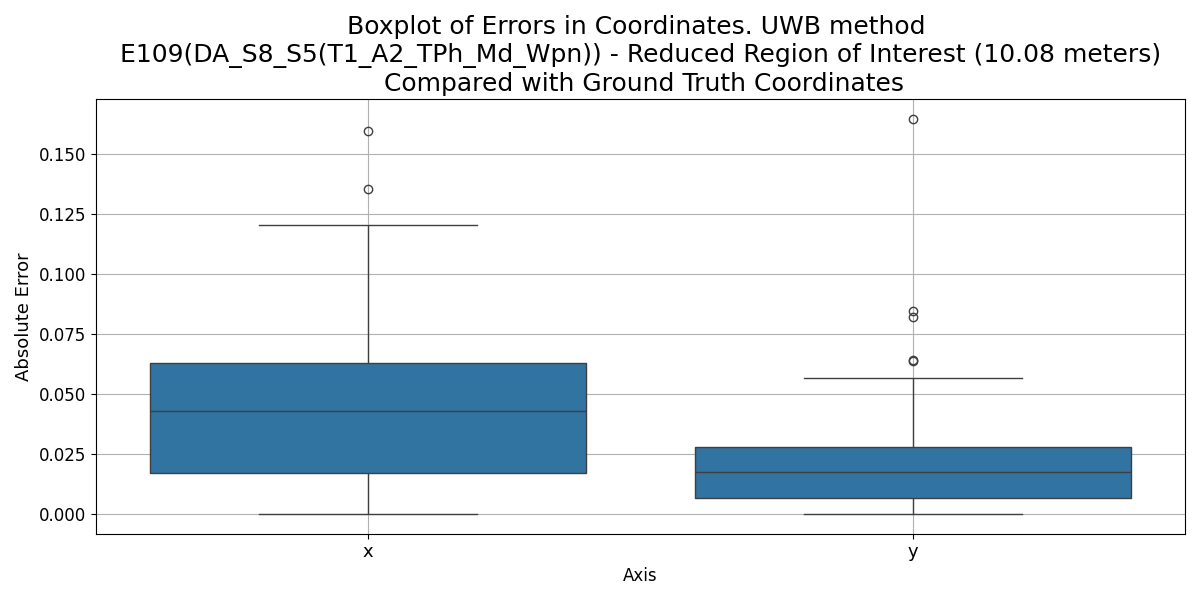 Boxplot of Errors in Coordinates. UWB method
E109(DA_S8_S5(T1_A2_TPh_Md_Wpn)) - Reduced Region of Interest (10.08 meters)
Compared with Ground Truth Coordinates
0.150
0.125
0.100
0.075
0.050
0.025
0.000
Absolute Error
x y
Axis